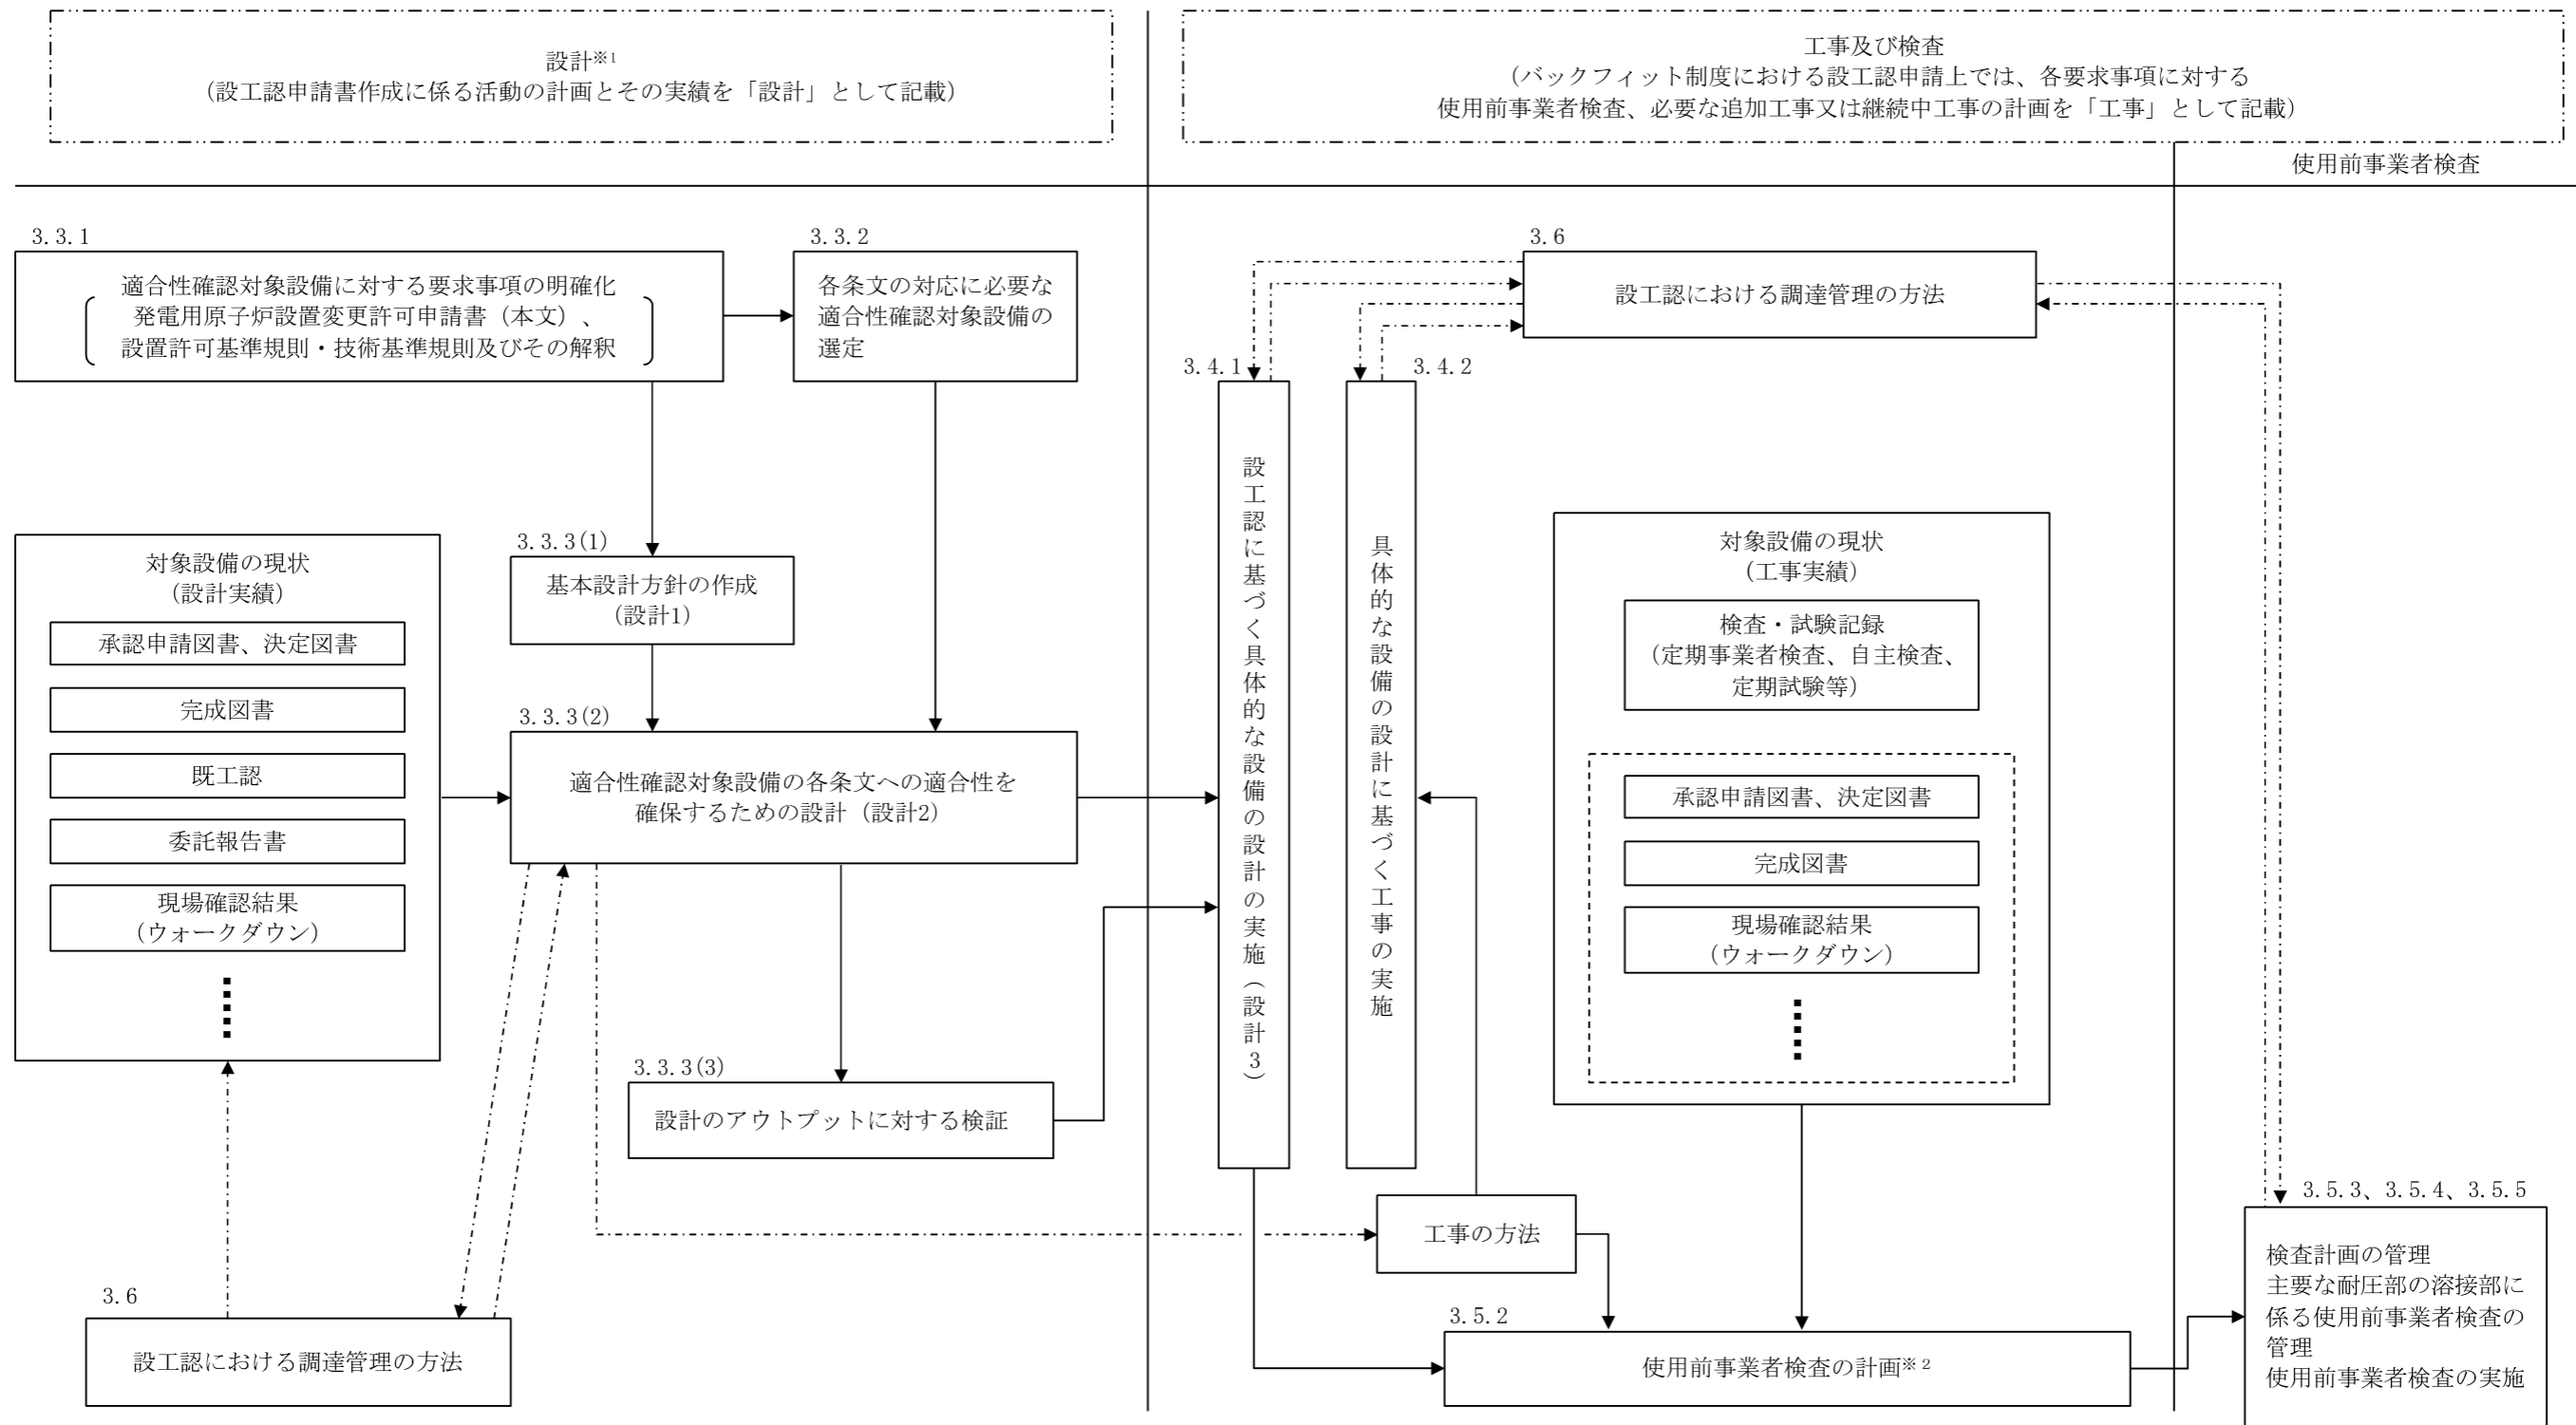 設計※1
（設工認申請書作成に係る活動の計画とその実績を「設計」として記載）
工事及び検査
（バックフィット制度における設工認申請上では、各要求事項に対する
使用前事業者検査、必要な追加工事又は継続中工事の計画を「工事」として記載）
使用前事業者検査
3.3.1
適合性確認対象設備に対する要求事項の明確化
発電用原子炉設置変更許可申請書（本文）、
設置許可基準規則・技術基準規則及びその解釈
3.3.2
各条文の対応に必要な
適合性確認対象設備の
選定
対象設備の現状
（設計実績）
承認申請図書、決定図書
完成図書
既工認
委託報告書
現場確認結果
（ウォークダウン）
3.3.3(1)
基本設計方針の作成
（設計1）
3.3.3(2)
適合性確認対象設備の各条文への適合性を
確保するための設計（設計2）
3.3.3(3)
設計のアウトプットに対する検証
3.6
設工認における調達管理の方法
3.6
設工認における調達管理の方法
3.4.1
設工認に基づく具体的な設備の設計の実施（設計3）
3.4.2
具体的な設備の設計に基づく工事の実施
対象設備の現状
（工事実績）
検査・試験記録
（定期事業者検査、自主検査、
定期試験等）
承認申請図書、決定図書
完成図書
現場確認結果
（ウォークダウン）
工事の方法
3.5.2
使用前事業者検査の計画※2
3.5.3、3.5.4、3.5.5
検査計画の管理
主要な耐圧部の溶接部に
係る使用前事業者検査の
管理
使用前事業者検査の実施